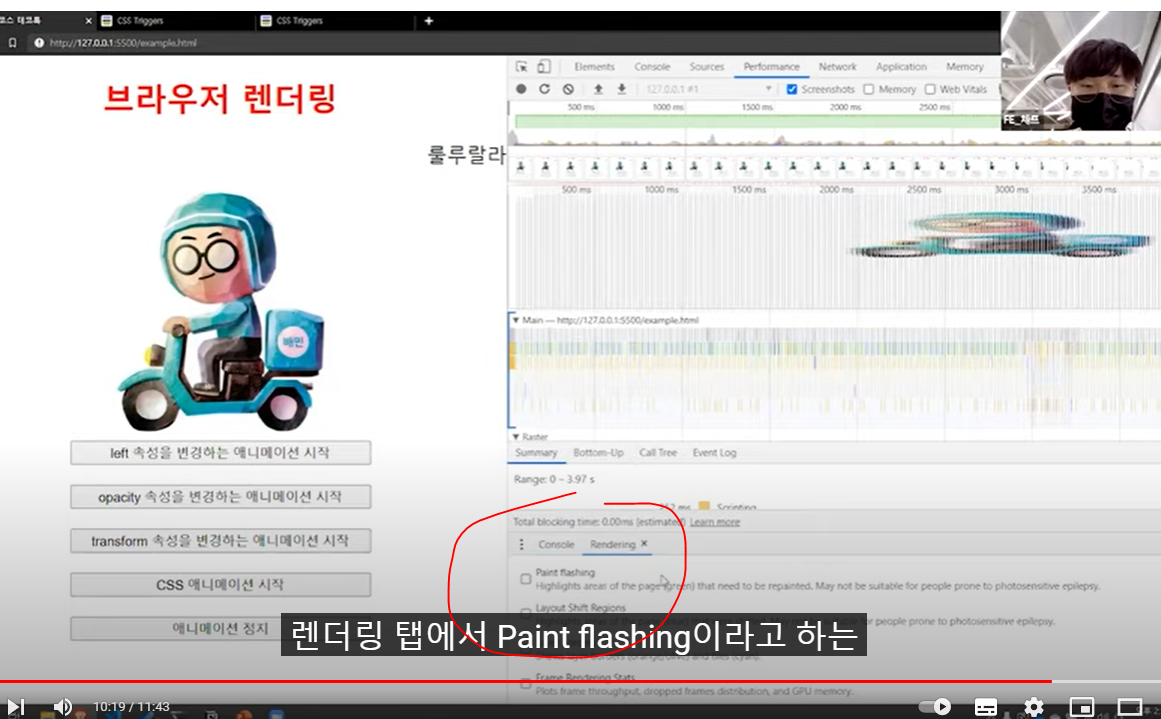 코스 테코톡
CSS Triggers
CSS Triggers
http://127.0.0.1:5500/example.html
브라우저 렌더링
룰루랄라
배민
left 속성을 변경하는 애니메이션 시작
opacity 속성을 변경하는 애니메이션 시작
transform 속성을 변경하는 애니메이션 시작
CSS 애니메이션 시작
애니메이션 정지
Elements Console Sources Performance Network Application Memory
127.0.0.1 #1 Screenshots Memory Web Vitals
FE_채프
500 ms 1000 ms 1500 ms 2000 ms 2500 ms
500 ms 1000 ms 1500 ms 2000 ms 2500 ms 3000 ms 3500 ms
Main — http://127.0.0.1:5500/example.html
Raster
Summary Bottom-Up Call Tree Event Log
Range: 0 – 3.97 s
Scripting
Total blocking time: 0.00ms (estimated) Learn more
Console Rendering
Paint flashing
Highlights areas of the page (green) that need to be repainted. May not be suitable for people prone to photosensitive epilepsy.
Layout Shift Regions
for people prone to photosensitive epilepsy.
렌더링 탭에서 Paint flashing이라고 하는
Frame Rendering Stats
Plots frame throughput, dropped frames distribution, and GPU memory.
10:19 / 11:43